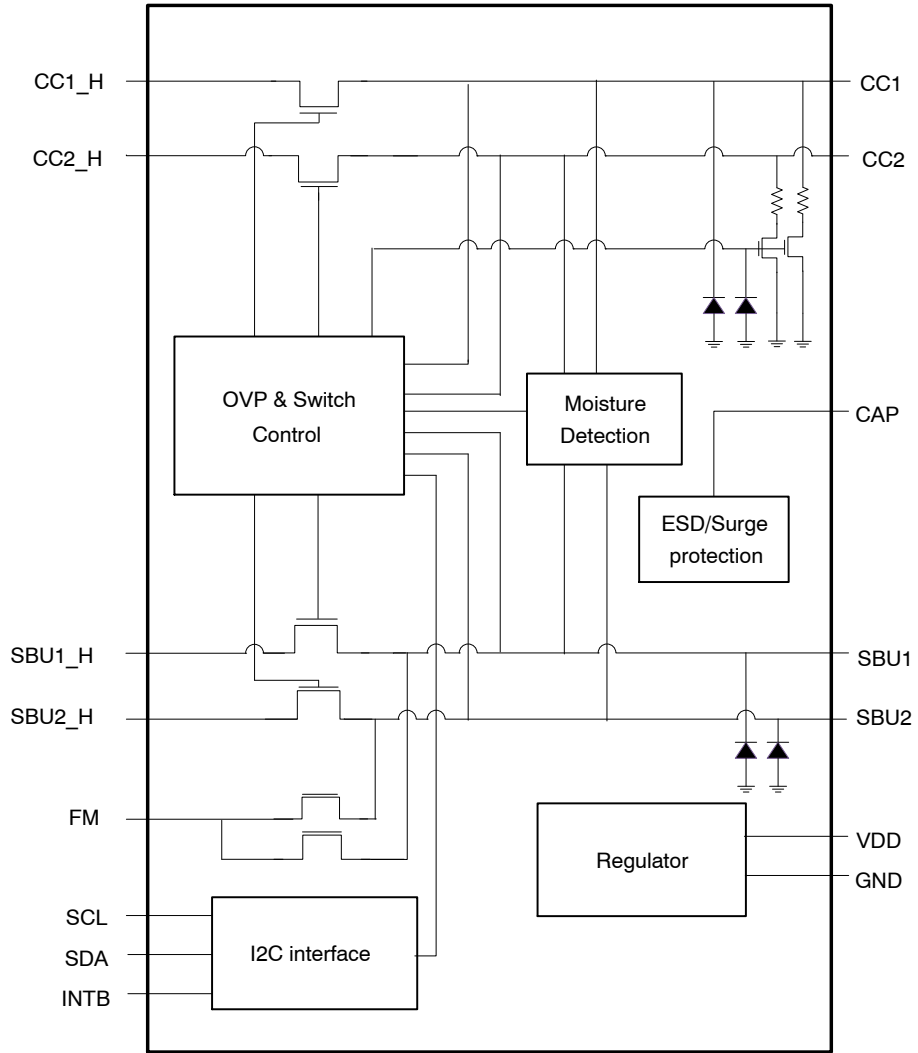 CC1_H
CC1
CC2_H
CC2
OVP & Switch
Control
Moisture
Detection
CAP
ESD/Surge
protection
SBU1_H
SBU1
SBU2_H
SBU2
FM
Regulator
VDD
GND
SCL
SDA
INTB
I2C interface